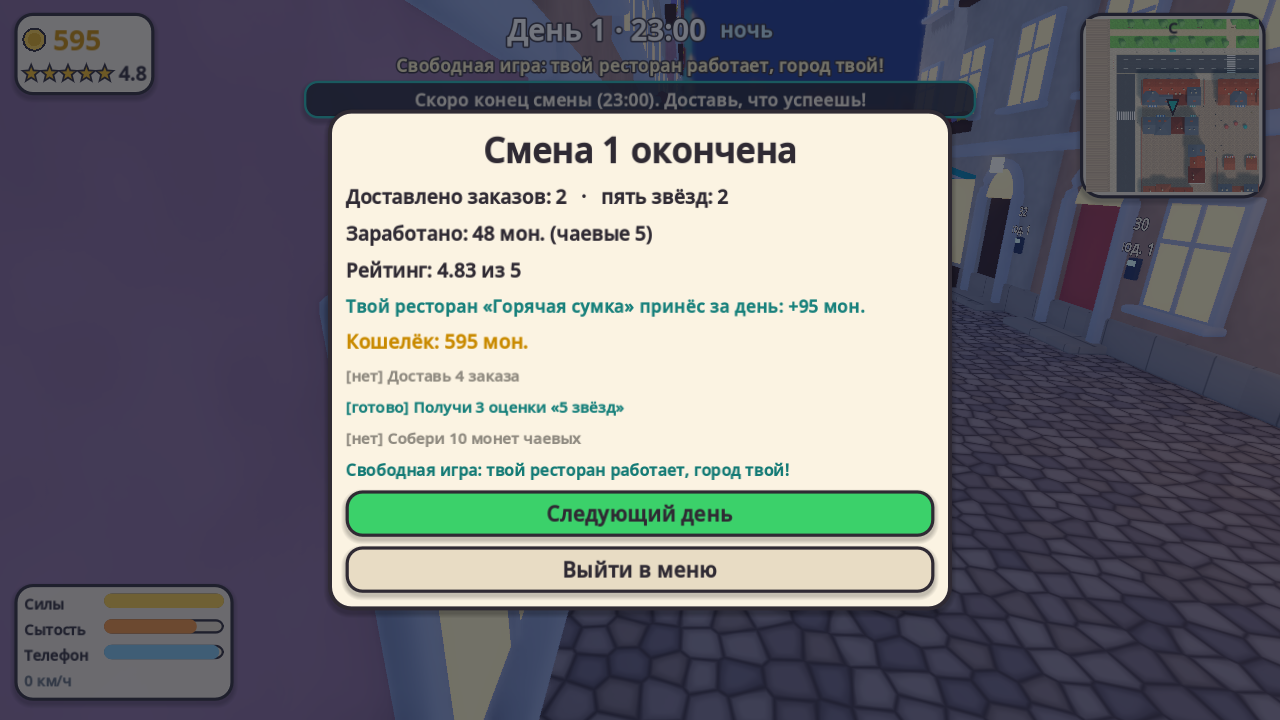 595
4.8
День 1 · 23:00 ночь
Свободная игра: твой ресторан работает, город твой!
Скоро конец смены (23:00). Доставь, что успеешь!
С
Смена 1 окончена
Доставлено заказов: 2 · пять звёзд: 2
Заработано: 48 мон. (чаевые 5)
Рейтинг: 4.83 из 5
Твой ресторан «Горячая сумка» принёс за день: +95 мон.
Кошелёк: 595 мон.
[нет] Доставь 4 заказа
[готово] Получи 3 оценки «5 звёзд»
[нет] Собери 10 монет чаевых
Свободная игра: твой ресторан работает, город твой!
Следующий день
Выйти в меню
30
Силы
Сытость
Телефон
0 км/ч